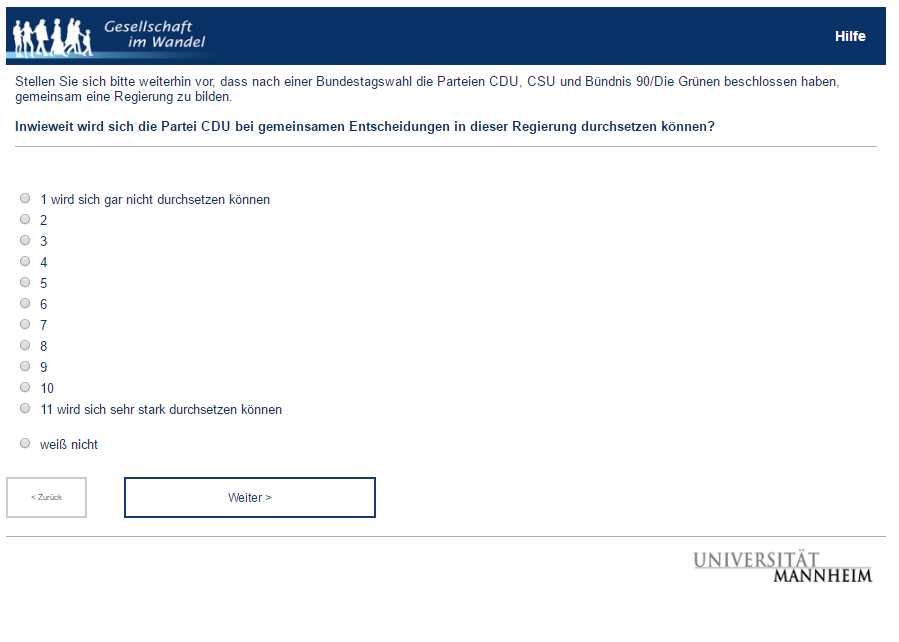 Gesellschaft
im Wandel
Hilfe
Stellen Sie sich bitte weiterhin vor, dass nach einer Bundestagswahl die Parteien CDU, CSU und Bündnis 90/Die Grünen beschlossen haben,
gemeinsam eine Regierung zu bilden.
Inwieweit wird sich die Partei CDU bei gemeinsamen Entscheidungen in dieser Regierung durchsetzen können?
1 wird sich gar nicht durchsetzen können
2
3
4
5
6
7
8
9
10
11 wird sich sehr stark durchsetzen können
weiß nicht
< Zurück
Weiter >
UNIVERSITÄT
MANNHEIM